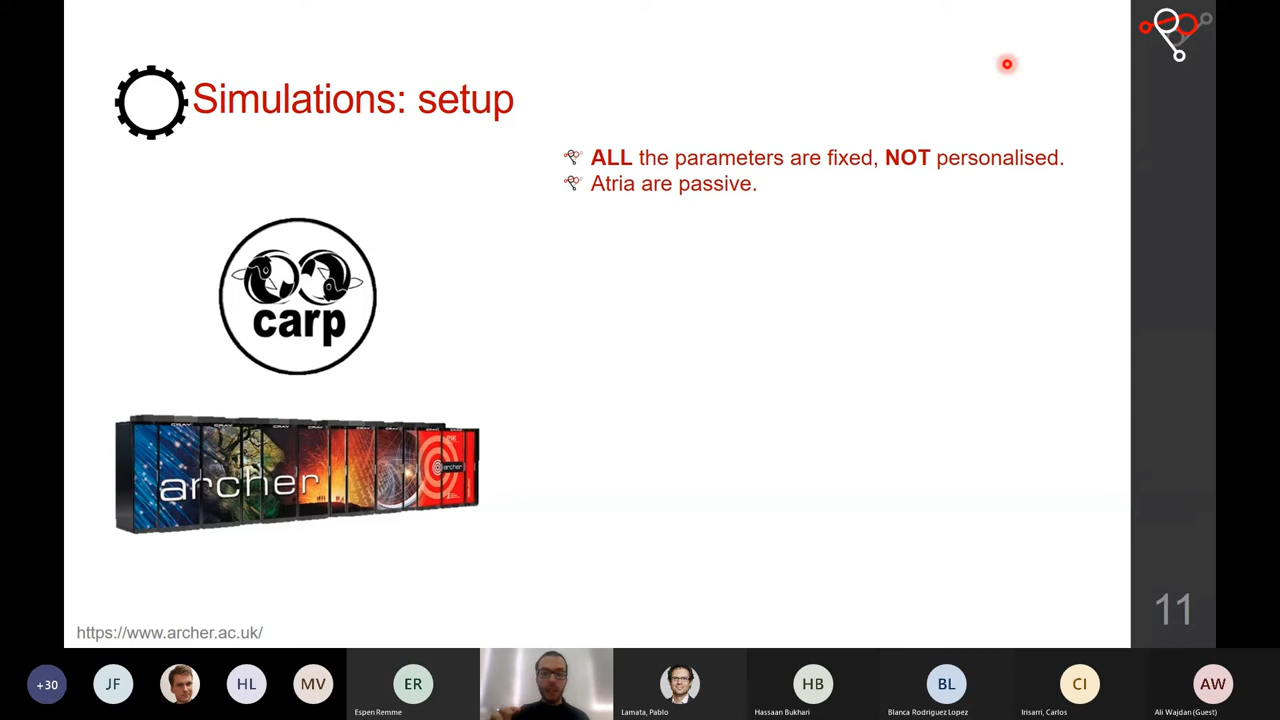 Simulations: setup
ALL the parameters are fixed, NOT personalised.
Atria are passive.
carp
archer
archer
https://www.archer.ac.uk/
11
+30
JF
HL
MV
ER
Espen Remme
Lamata, Pablo
HB
Hassaan Bukhari
BL
Blanca Rodriguez Lopez
CI
Irisarri, Carlos
AW
Ali Wajdan (Guest)